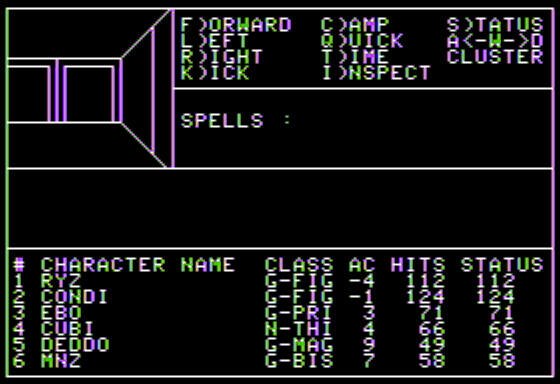 F)ORWARD C)AMP S)TATUS
L)EFT Q)UICK A<-W->D
R)IGHT T)IME CLUSTER
K)ICK I)NSPECT
SPELLS :
# CHARACTER NAME CLASS AC HITS STATUS
1 RYZ G-FIG -4 112 112
2 CONDI G-FIG -1 124 124
3 EBO G-PRI 3 71 71
4 CUBI N-THI 4 66 66
5 DEDDO G-MAG 9 49 49
6 MNZ G-BIS 7 58 58